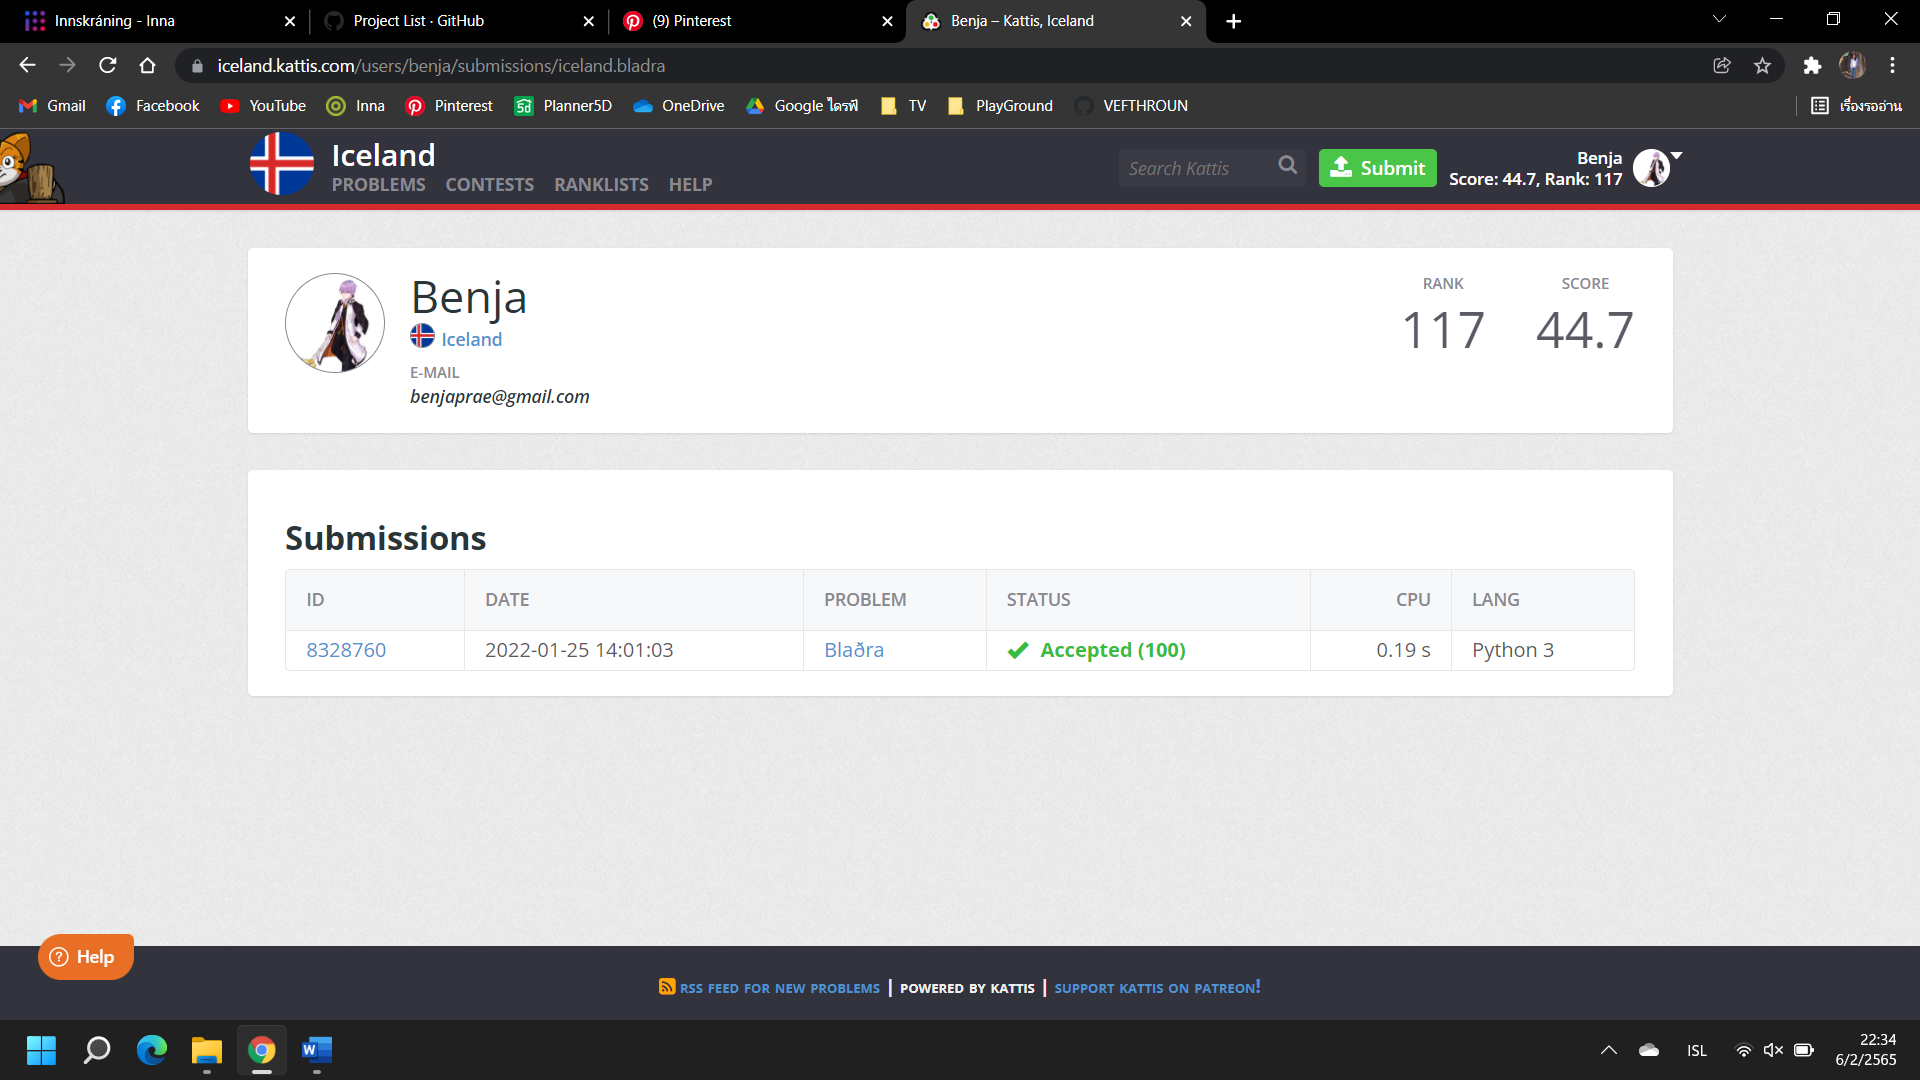 Innskráning - Inna
Project List · GitHub
(9) Pinterest
Benja – Kattis, Iceland
iceland.kattis.com/users/benja/submissions/iceland.bladra
Gmail Facebook YouTube Inna Pinterest Planner5D OneDrive Google ไดรฟ์ TV PlayGround VEFTHROUN เรื่องรออ่าน
Iceland
PROBLEMS CONTESTS RANKLISTS HELP
Search Kattis
Submit
Benja
Score: 44.7, Rank: 117
Benja
Iceland
E-MAIL
benjaprae@gmail.com
RANK SCORE
117 44.7
Submissions
ID DATE PROBLEM STATUS CPU LANG
8328760 2022-01-25 14:01:03 Blaðra Accepted (100) 0.19 s Python 3
Help
RSS FEED FOR NEW PROBLEMS | POWERED BY KATTIS | SUPPORT KATTIS ON PATREON!
ISL
22:34
6/2/2565